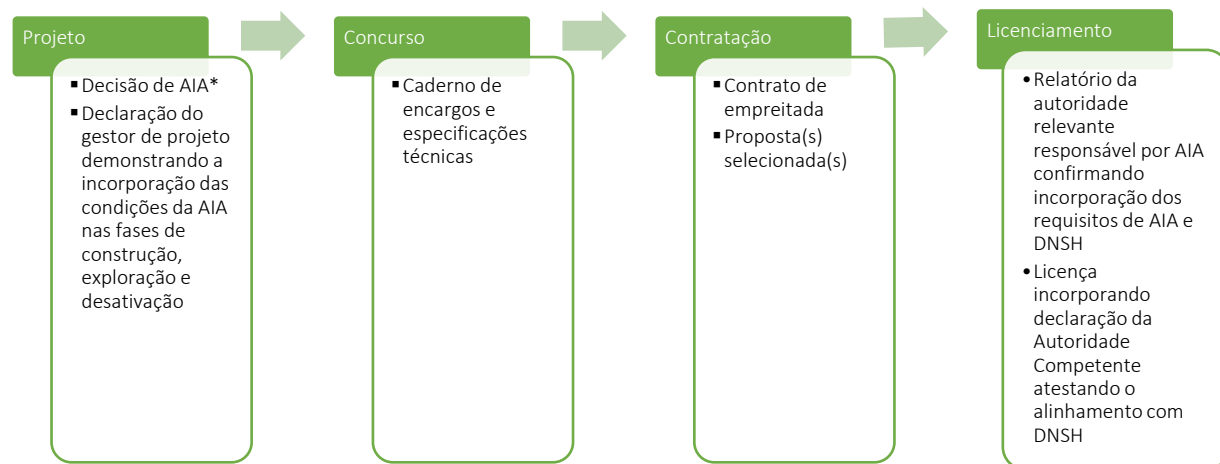 Projeto
▪ Decisão de AIA*
▪ Declaração do
gestor de projeto
demonstrando a
incorporação das
condições da AIA
nas fases de
construção,
exploração e
desativação
Concurso
▪ Caderno de
encargos e
especificações
técnicas
Contratação
▪ Contrato de
empreitada
▪ Proposta(s)
selecionada(s)
Licenciamento
• Relatório da
autoridade
relevante
responsável por AIA
confirmando
incorporação dos
requisitos de AIA e
DNSH
• Licença
incorporando
declaração da
Autoridade
Competente
atestando o
alinhamento com
DNSH